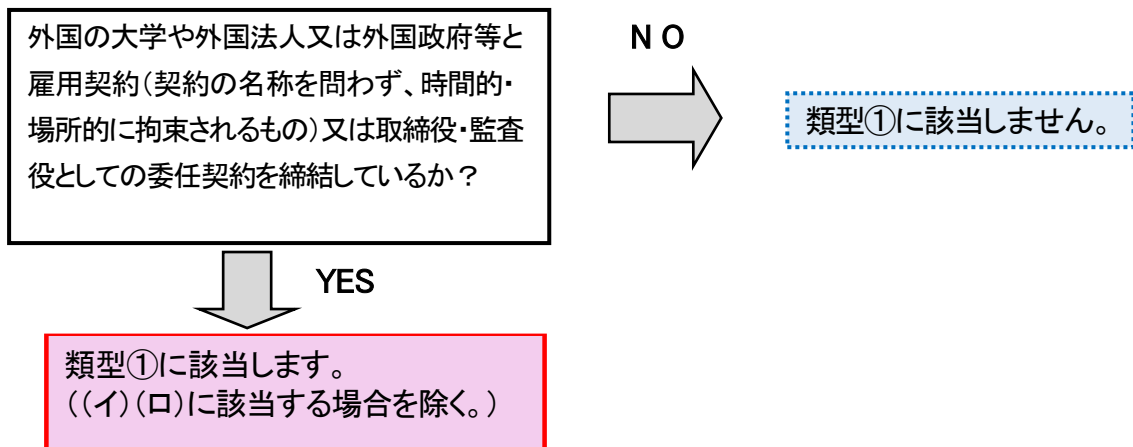 外国の大学や外国法人又は外国政府等と
雇用契約(契約の名称を問わず、時間的・
場所的に拘束されるもの)又は取締役・監査
役としての委任契約を締結しているか？
ＮＯ
類型①に該当しません。
YES
類型①に該当します。
((イ)(ロ)に該当する場合を除く。)